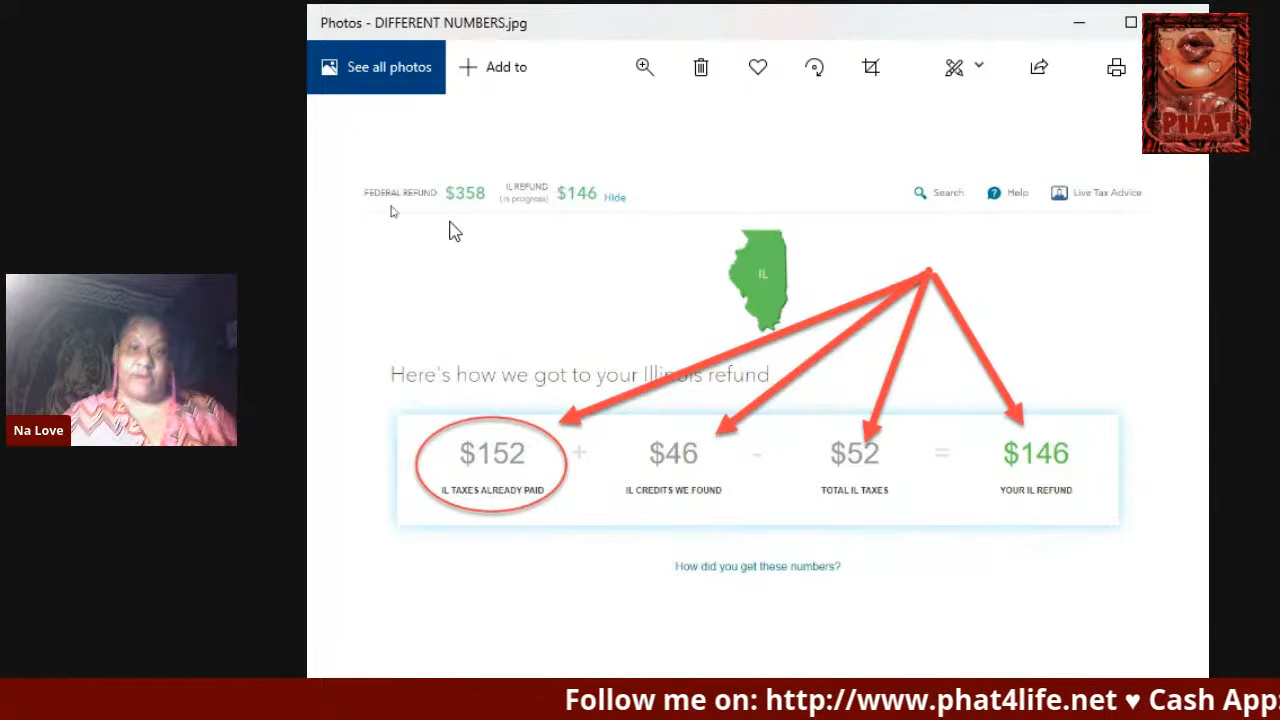 Photos - DIFFERENT NUMBERS.jpg
See all photos
Add to
PHAT
FEDERAL REFUND $358 IL REFUND (in progress) $146 Hide
Search Help Live Tax Advice
IL
Here's how we got to your Illinois refund
$152 + $46 - $52 = $146
IL TAXES ALREADY PAID IL CREDITS WE FOUND TOTAL IL TAXES YOUR IL REFUND
How did you get these numbers?
Na Love
Follow me on: http://www.phat4life.net ♥ Cash App: